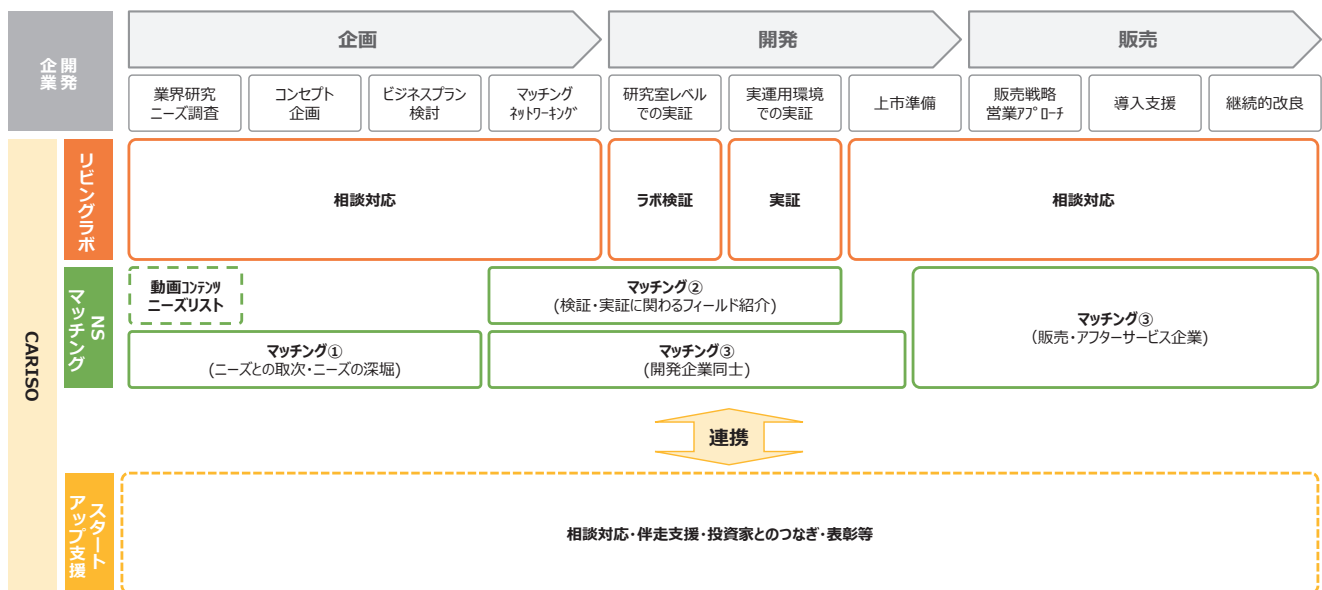 開発
企業
企画
開発
販売
業界研究
ニーズ調査
コンセプト
企画
ビジネスプラン
検討
マッチング
ﾈｯﾄﾜｰｷﾝｸﾞ
研究室レベル
での実証
実運用環境
での実証
上市準備
販売戦略
営業ｱﾌﾟﾛｰﾁ
導入支援
継続的改良
CARISO
リビングラボ
相談対応
ラボ検証
実証
相談対応
NS
マッチング
動画ｺﾝﾃﾝﾂ
ニーズリスト
マッチング②
(検証・実証に関わるフィールド紹介)
マッチング③
(販売・アフターサービス企業)
マッチング①
(ニーズとの取次・ニーズの深堀)
マッチング③
(開発企業同士)
連携
スタート
アップ支援
相談対応・伴走支援・投資家とのつなぎ・表彰等